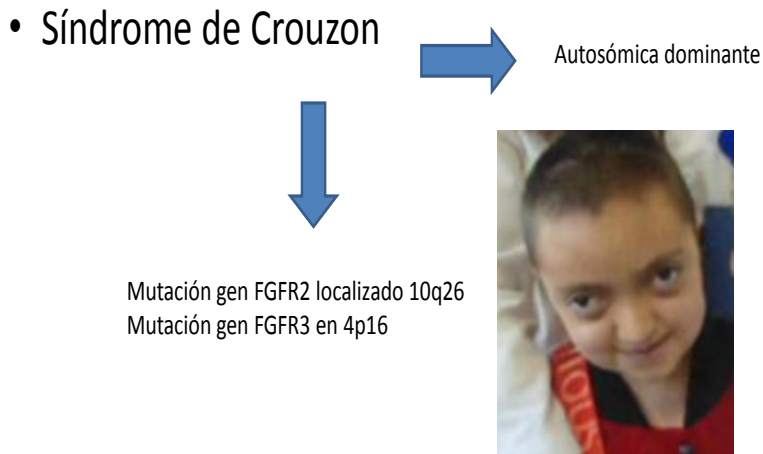 • Síndrome de Crouzon
Autosómica dominante
Mutación gen FGFR2 localizado 10q26
Mutación gen FGFR3 en 4p16